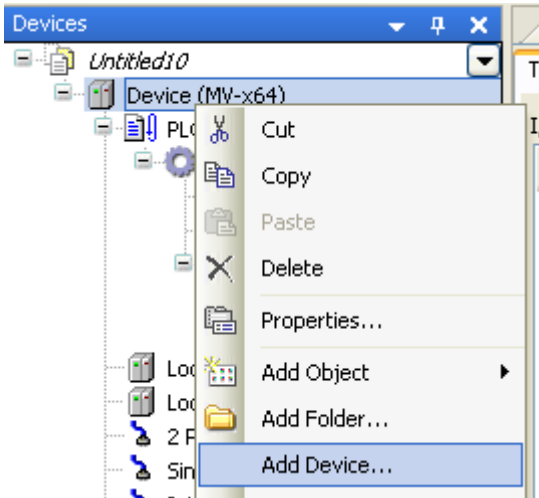 Devices
Untitled10
Device (MV-x64)
Cut
Copy
Paste
Delete
Properties...
Add Object
Add Folder...
Add Device...